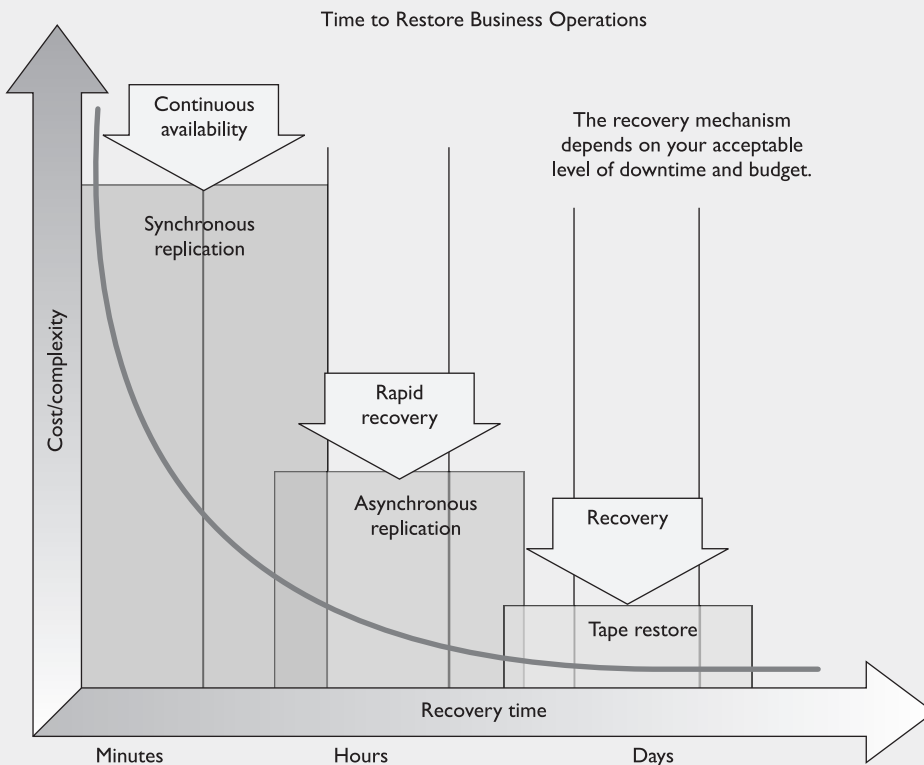 Time to Restore Business Operations
Continuous
availability
The recovery mechanism
depends on your acceptable
level of downtime and budget.
Synchronous
replication
Cost/complexity
Rapid
recovery
Asynchronous
replication
Recovery
Tape restore
Recovery time
Minutes
Hours
Days